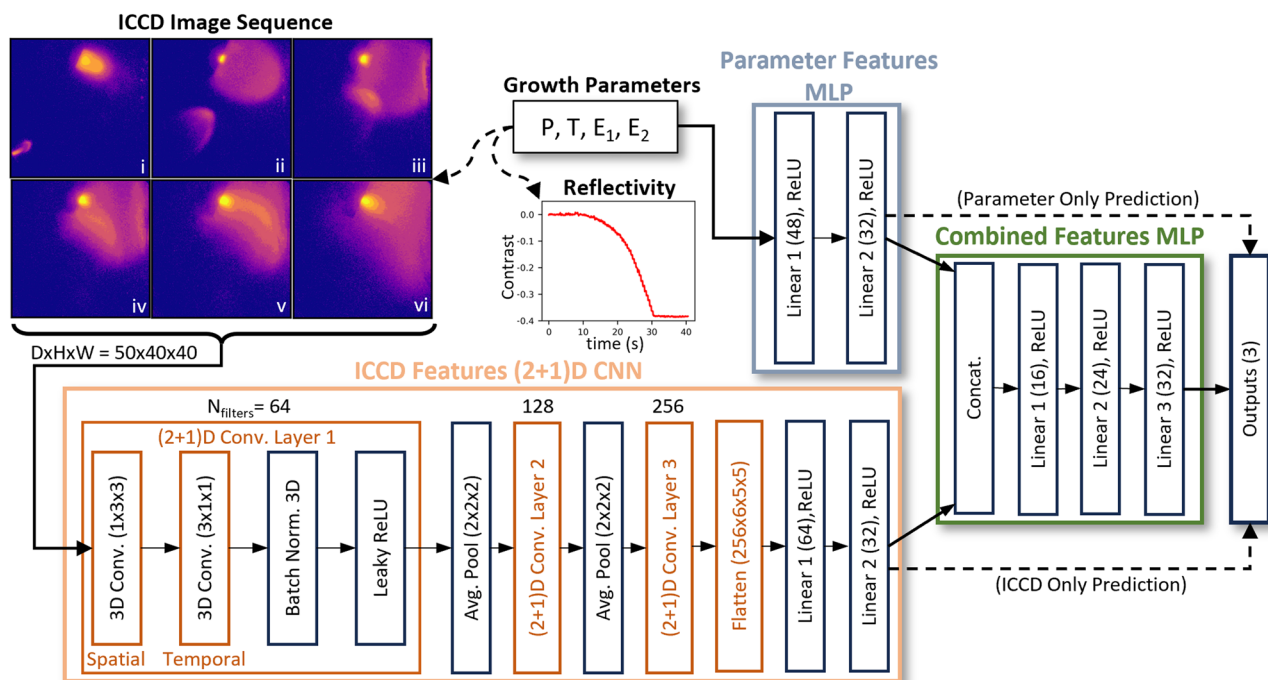 ICCD Image Sequence
i
ii
iii
iv
v
vi
DxHxW = 50x40x40
Growth Parameters
P, T, E₁, E₂
Reflectivity
Contrast
0.0
-0.1
-0.2
-0.3
-0.4
0
10
20
30
40
time (s)
Parameter Features
MLP
Linear 1 (48), ReLU
Linear 2 (32), ReLU
(Parameter Only Prediction)
Combined Features MLP
Concat.
Linear 1 (16), ReLU
Linear 2 (24), ReLU
Linear 3 (32), ReLU
Outputs (3)
ICCD Features (2+1)D CNN
N filters= 64
128
256
(2+1)D Conv. Layer 1
3D Conv. (1x3x3)
3D Conv. (3x1x1)
Batch Norm. 3D
Leaky ReLU
Spatial
Temporal
Avg. Pool (2x2x2)
(2+1)D Conv. Layer 2
Avg. Pool (2x2x2)
(2+1)D Conv. Layer 3
Flatten (256x6x5x5)
Linear 1 (64),ReLU
Linear 2 (32), ReLU
(ICCD Only Prediction)